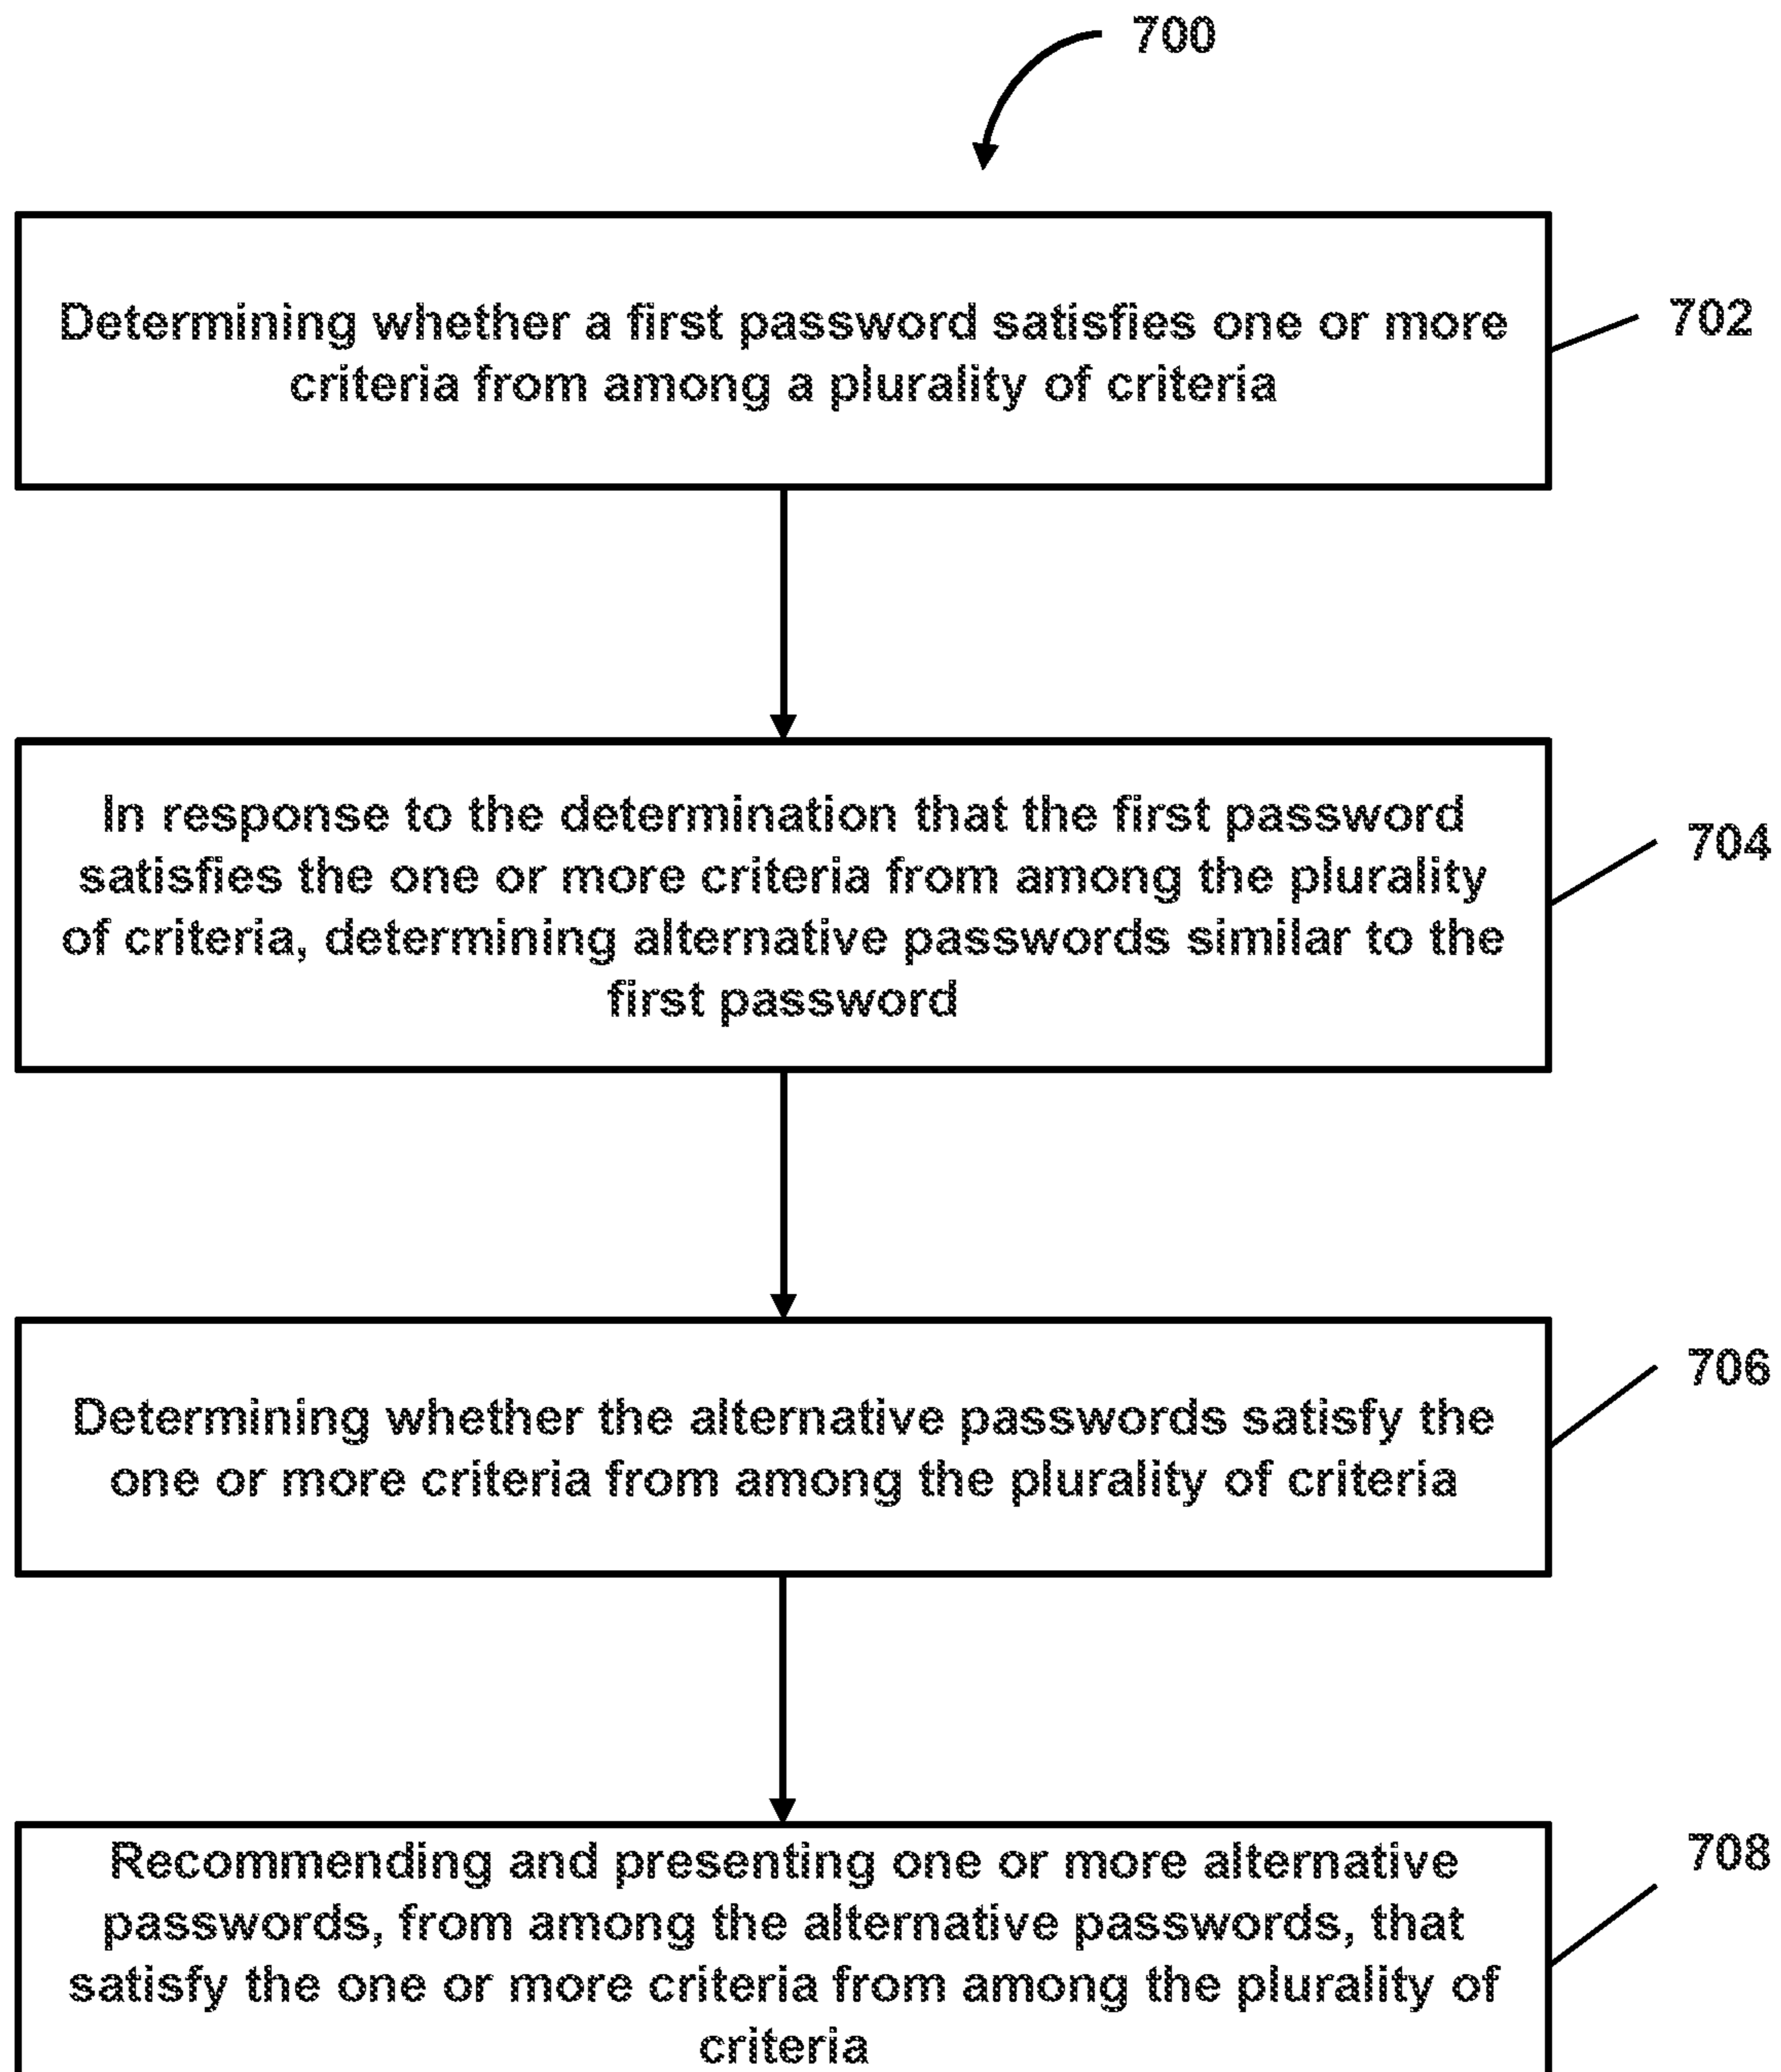 700
Determining whether a first password satisfies one or more
criteria from among a plurality of criteria
702
In response to the determination that the first password
satisfies the one or more criteria from among the plurality
of criteria, determining alternative passwords similar to the
first password
704
Determining whether the alternative passwords satisfy the
one or more criteria from among the plurality of criteria
706
Recommending and presenting one or more alternative
passwords, from among the alternative passwords, that
satisfy the one or more criteria from among the plurality of
criteria
708